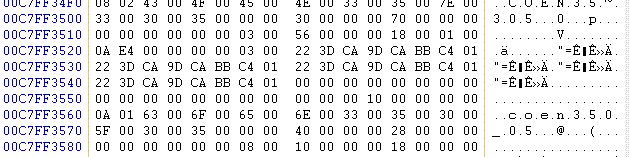 00C7FF34F0 08 02 43 00 4F 00 45 00 4E 00 33 00 35 00 7E 00 ..C.O.E.N.3.5.~.
00C7FF3500 33 00 30 00 35 00 00 00 30 00 00 00 70 00 00 00 3.0.5...0...p...
00C7FF3510 00 00 00 00 00 00 03 00 56 00 00 00 18 00 01 00 ........V.......
00C7FF3520 0A E4 00 00 00 00 03 00 22 3D CA 9D CA BB C4 01 .ä......"=Ê▮Ê»Ä.
00C7FF3530 22 3D CA 9D CA BB C4 01 22 3D CA 9D CA BB C4 01 "=Ê▮Ê»Ä."=Ê▮Ê»Ä.
00C7FF3540 22 3D CA 9D CA BB C4 01 00 00 00 00 00 00 00 00 "=Ê▮Ê»Ä.........
00C7FF3550 00 00 00 00 00 00 00 00 00 00 00 10 00 00 00 00 ................
00C7FF3560 0A 01 63 00 6F 00 65 00 6E 00 33 00 35 00 30 00 ..c.o.e.n.3.5.0.
00C7FF3570 5F 00 30 00 35 00 00 00 40 00 00 00 28 00 00 00 _.0.5...@...(...
00C7FF3580 00 00 00 00 00 00 08 00 10 00 00 00 18 00 00 00 ................